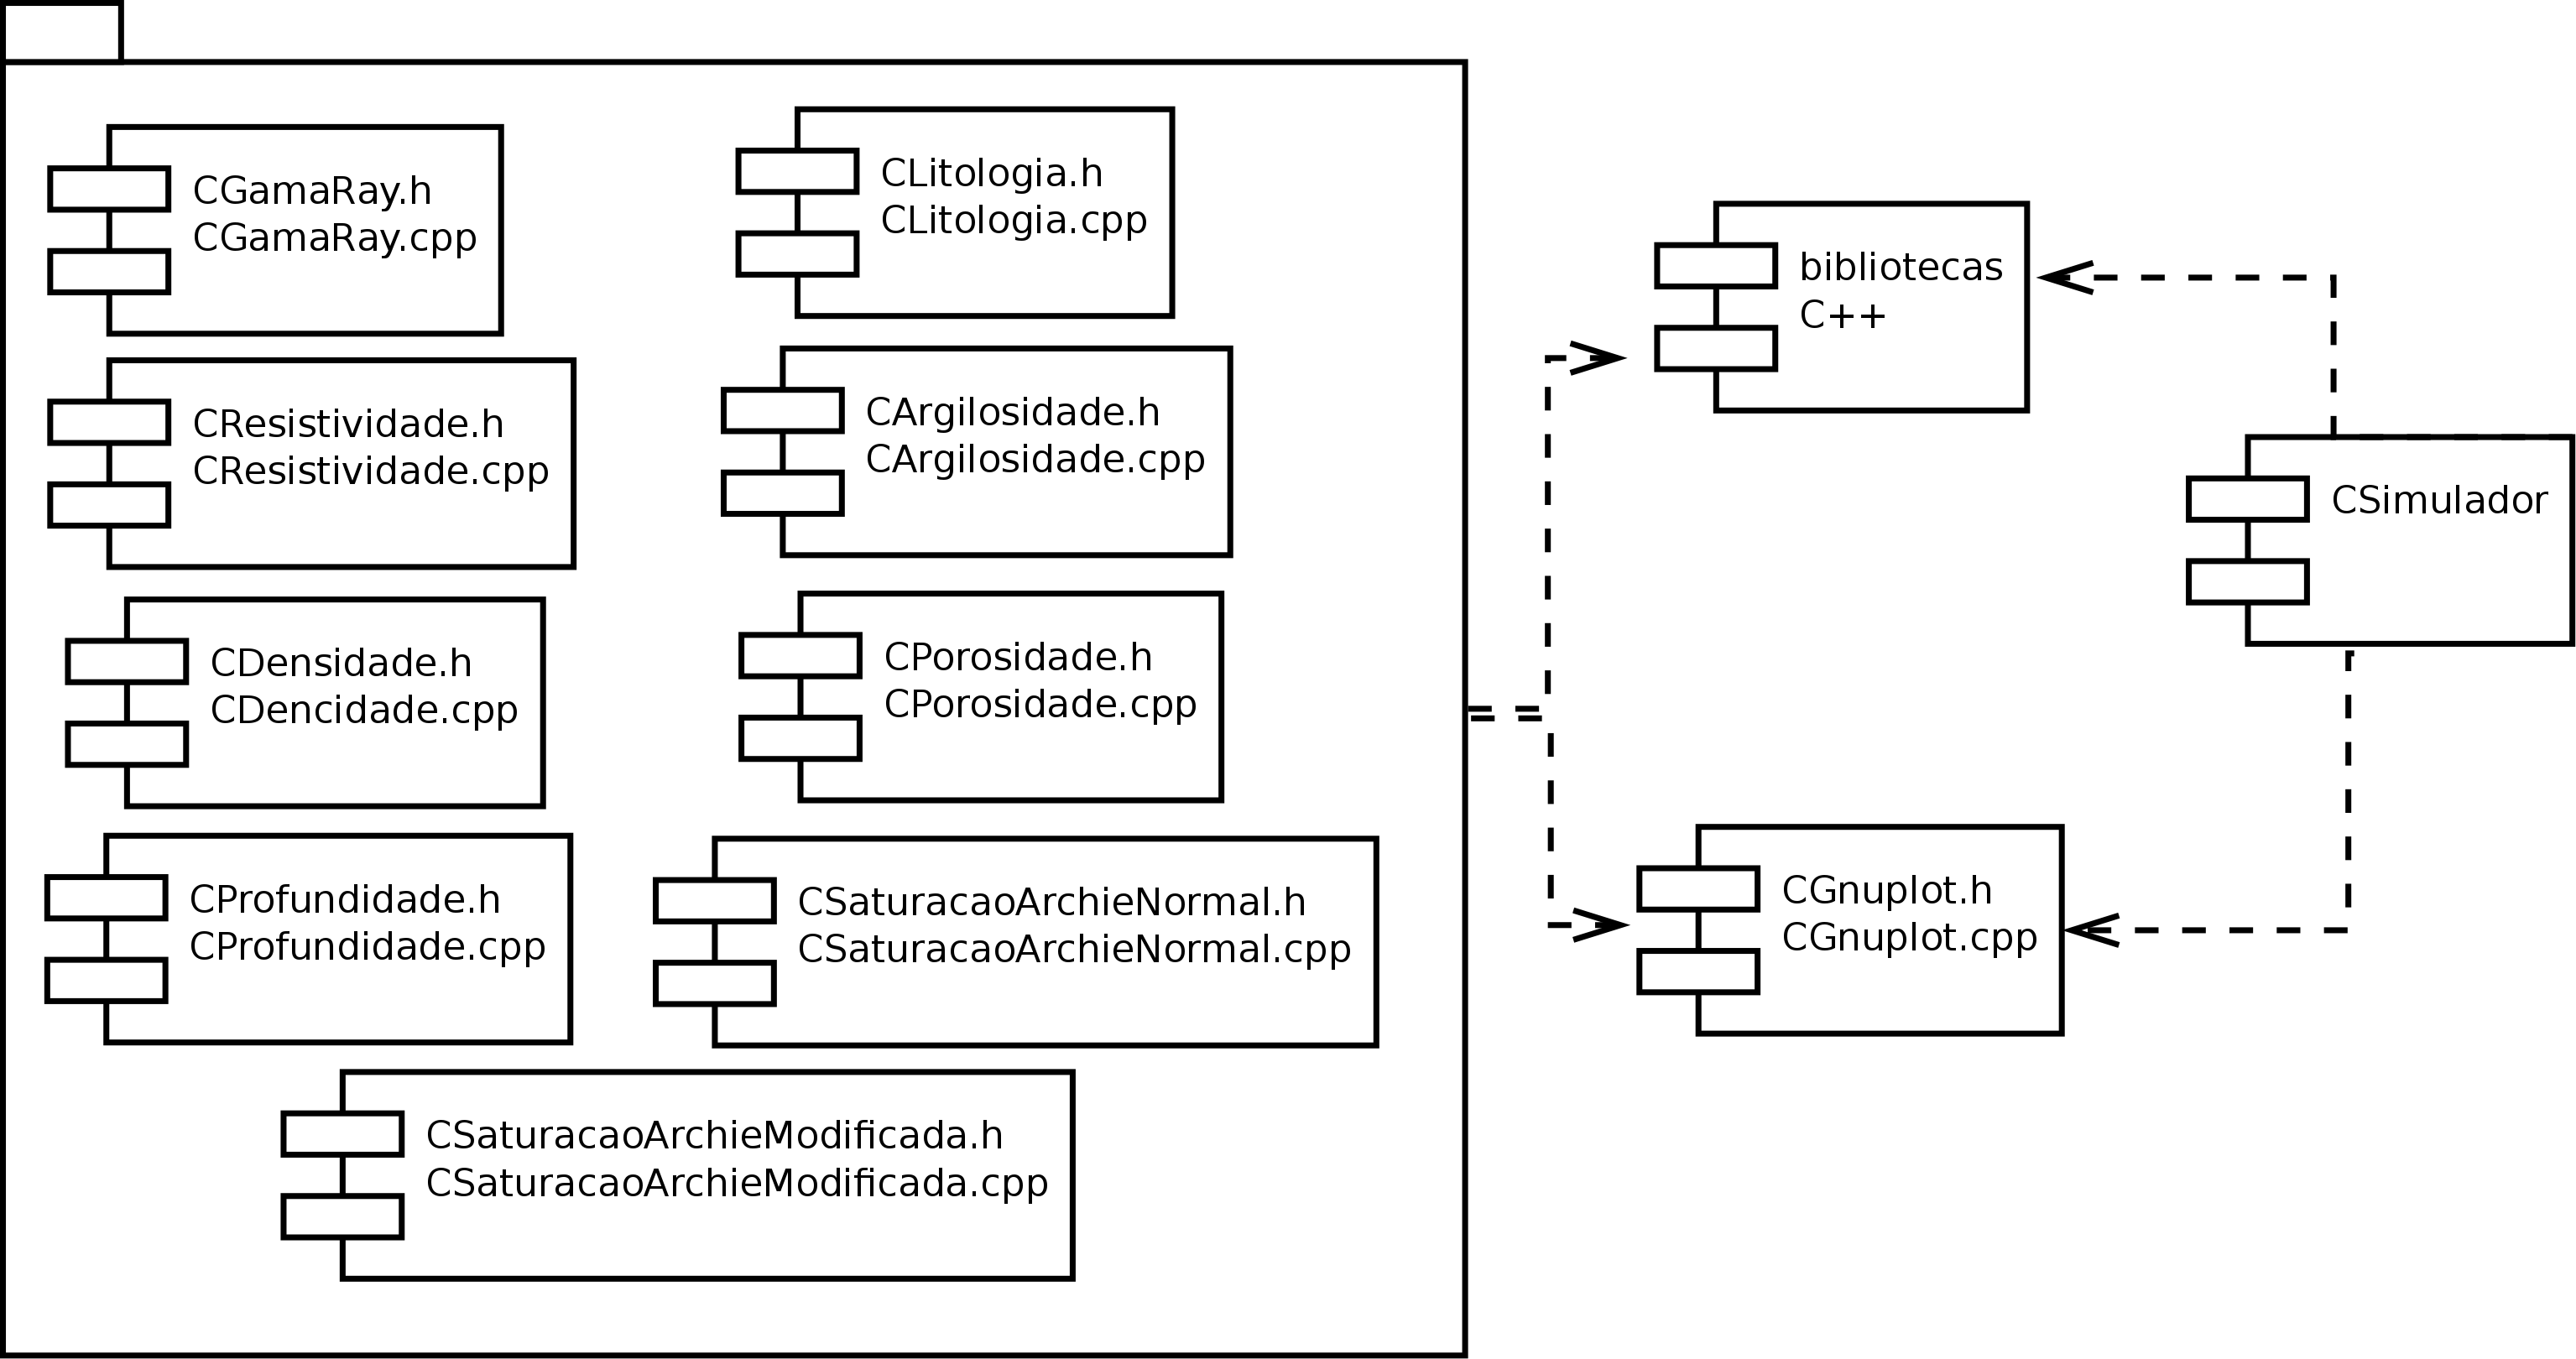 CGamaRay.h
CGamaRay.cpp
CLitologia.h
CLitologia.cpp
CResistividade.h
CResistividade.cpp
CArgilosidade.h
CArgilosidade.cpp
CDensidade.h
CDencidade.cpp
CPorosidade.h
CPorosidade.cpp
CProfundidade.h
CProfundidade.cpp
CSaturacaoArchieNormal.h
CSaturacaoArchieNormal.cpp
CSaturacaoArchieModificada.h
CSaturacaoArchieModificada.cpp
bibliotecas
C++
CSimulador
CGnuplot.h
CGnuplot.cpp